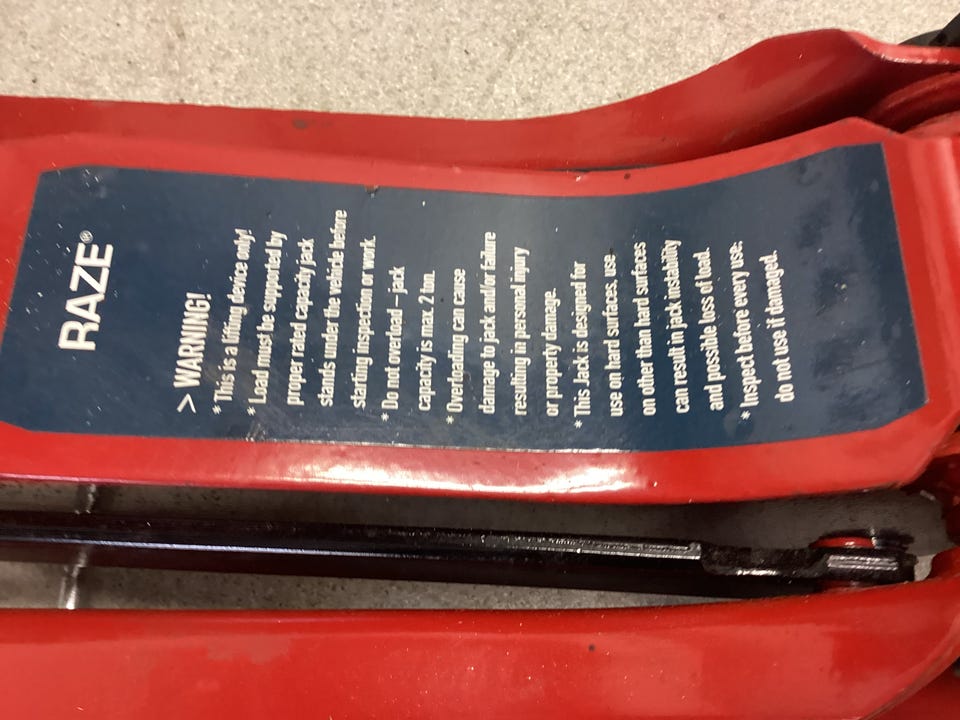 RAZE®
> WARNING!
* This is a lifting device only!
* Load must be supported by
proper rated capacity jack
stands under the vehicle before
starting inspection or work.
* Do not overload – jack
capacity is max. 2 ton.
* Overloading can cause
damage to jack and/or failure
resulting in personal injury
or property damage.
* This Jack is designed for
use on hard surfaces, use
on other than hard surfaces
can result in jack instability
and possible loss of load.
* Inspect before every use;
do not use if damaged.